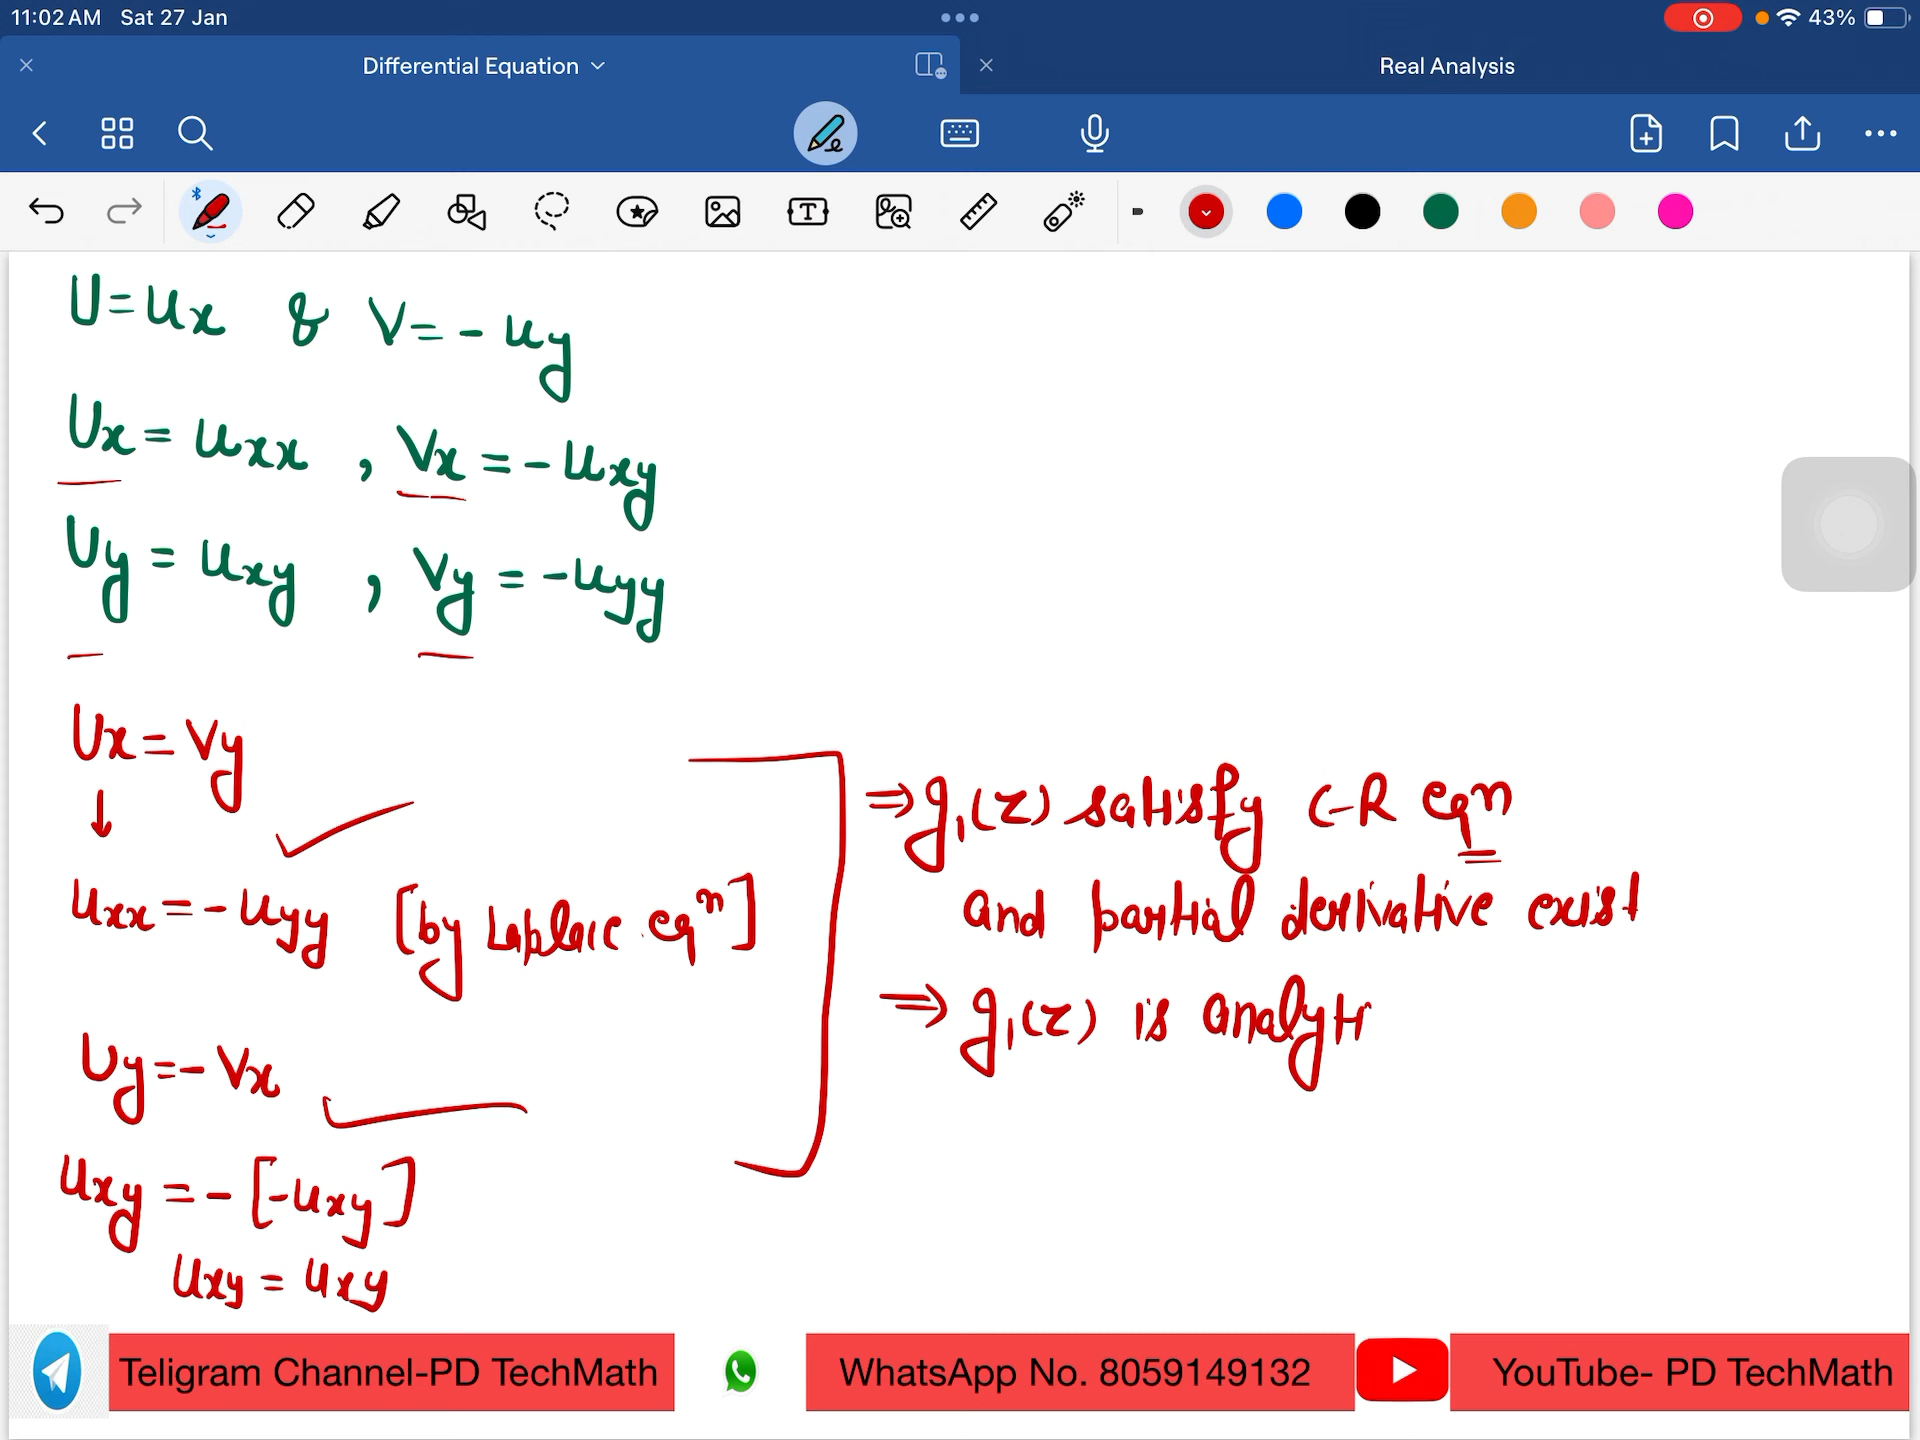 11:02 AM Sat 27 Jan
43%
Differential Equation
Real Analysis
U=ux & V=-uy
Ux=uxx , Vx=-uxy
Uy=uxy , Vy=-uyy
Ux=Vy
↓
uxx=-uyy [by Laplace eqⁿ]
Uy=-Vx
uxy=-[-uxy]
uxy=uxy
⇒g₁(z) satisfy C-R eqⁿ
and partial derivative exist
⇒g₁(z) is analyti
Teligram Channel-PD TechMath
WhatsApp No. 8059149132
YouTube- PD TechMath